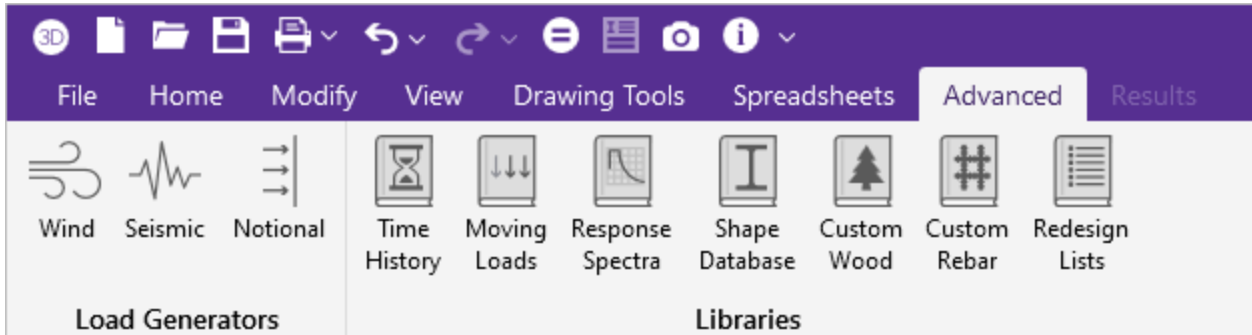 3D
File Home Modify View Drawing Tools Spreadsheets Advanced Results
Wind Seismic Notional Time Moving Response Shape Custom Custom Redesign
History Loads Spectra Database Wood Rebar Lists
Load Generators Libraries